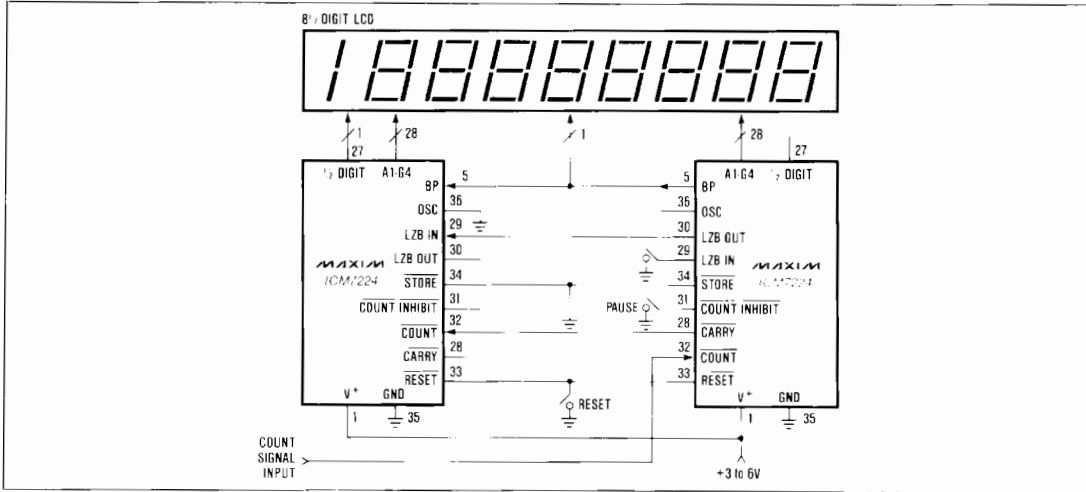 8½ DIGIT LCD
1
28
1
28
27
27
½ DIGIT A1-G4
A1-G4 ½ DIGIT
BP
5
5
BP
OSC
36
36
OSC
LZB IN
29
30
LZB OUT
LZB OUT
30
29
LZB IN
MAXIM
ICM7224
MAXIM
ICM7224
STORE
34
34
STORE
COUNT INHIBIT
31
PAUSE
31
COUNT INHIBIT
COUNT
32
28
CARRY
CARRY
28
32
COUNT
RESET
33
RESET
33
RESET
V+ GND
V+ GND
1
35
1
35
COUNT
SIGNAL
INPUT
+3 to 6V